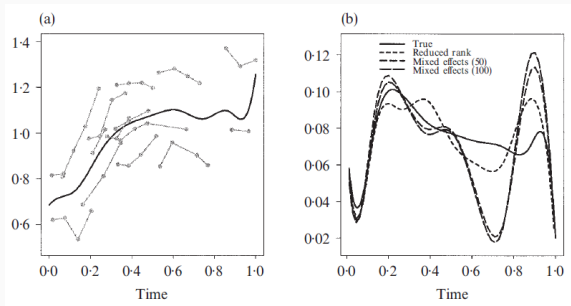 (a)
1·4
1·2
1·0
0·8
0·6
0·0 0·2 0·4 0·6 0·8 1·0
Time
(b)
True
Reduced rank
Mixed effects (50)
Mixed effects (100)
0·12
0·10
0·08
0·06
0·04
0·02
0·0 0·2 0·4 0·6 0·8 1·0
Time